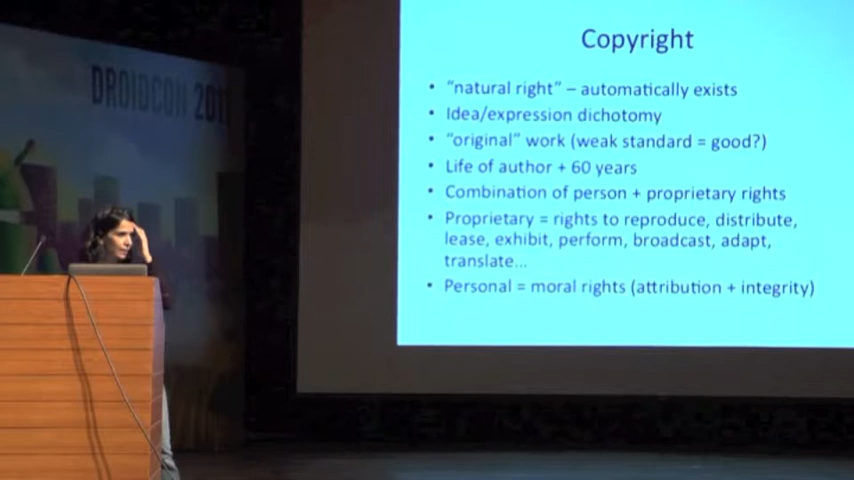 DROIDCON 201
Copyright
• "natural right" – automatically exists
• Idea/expression dichotomy
• "original" work (weak standard = good?)
• Life of author + 60 years
• Combination of person + proprietary rights
• Proprietary = rights to reproduce, distribute,
lease, exhibit, perform, broadcast, adapt,
translate...
• Personal = moral rights (attribution + integrity)